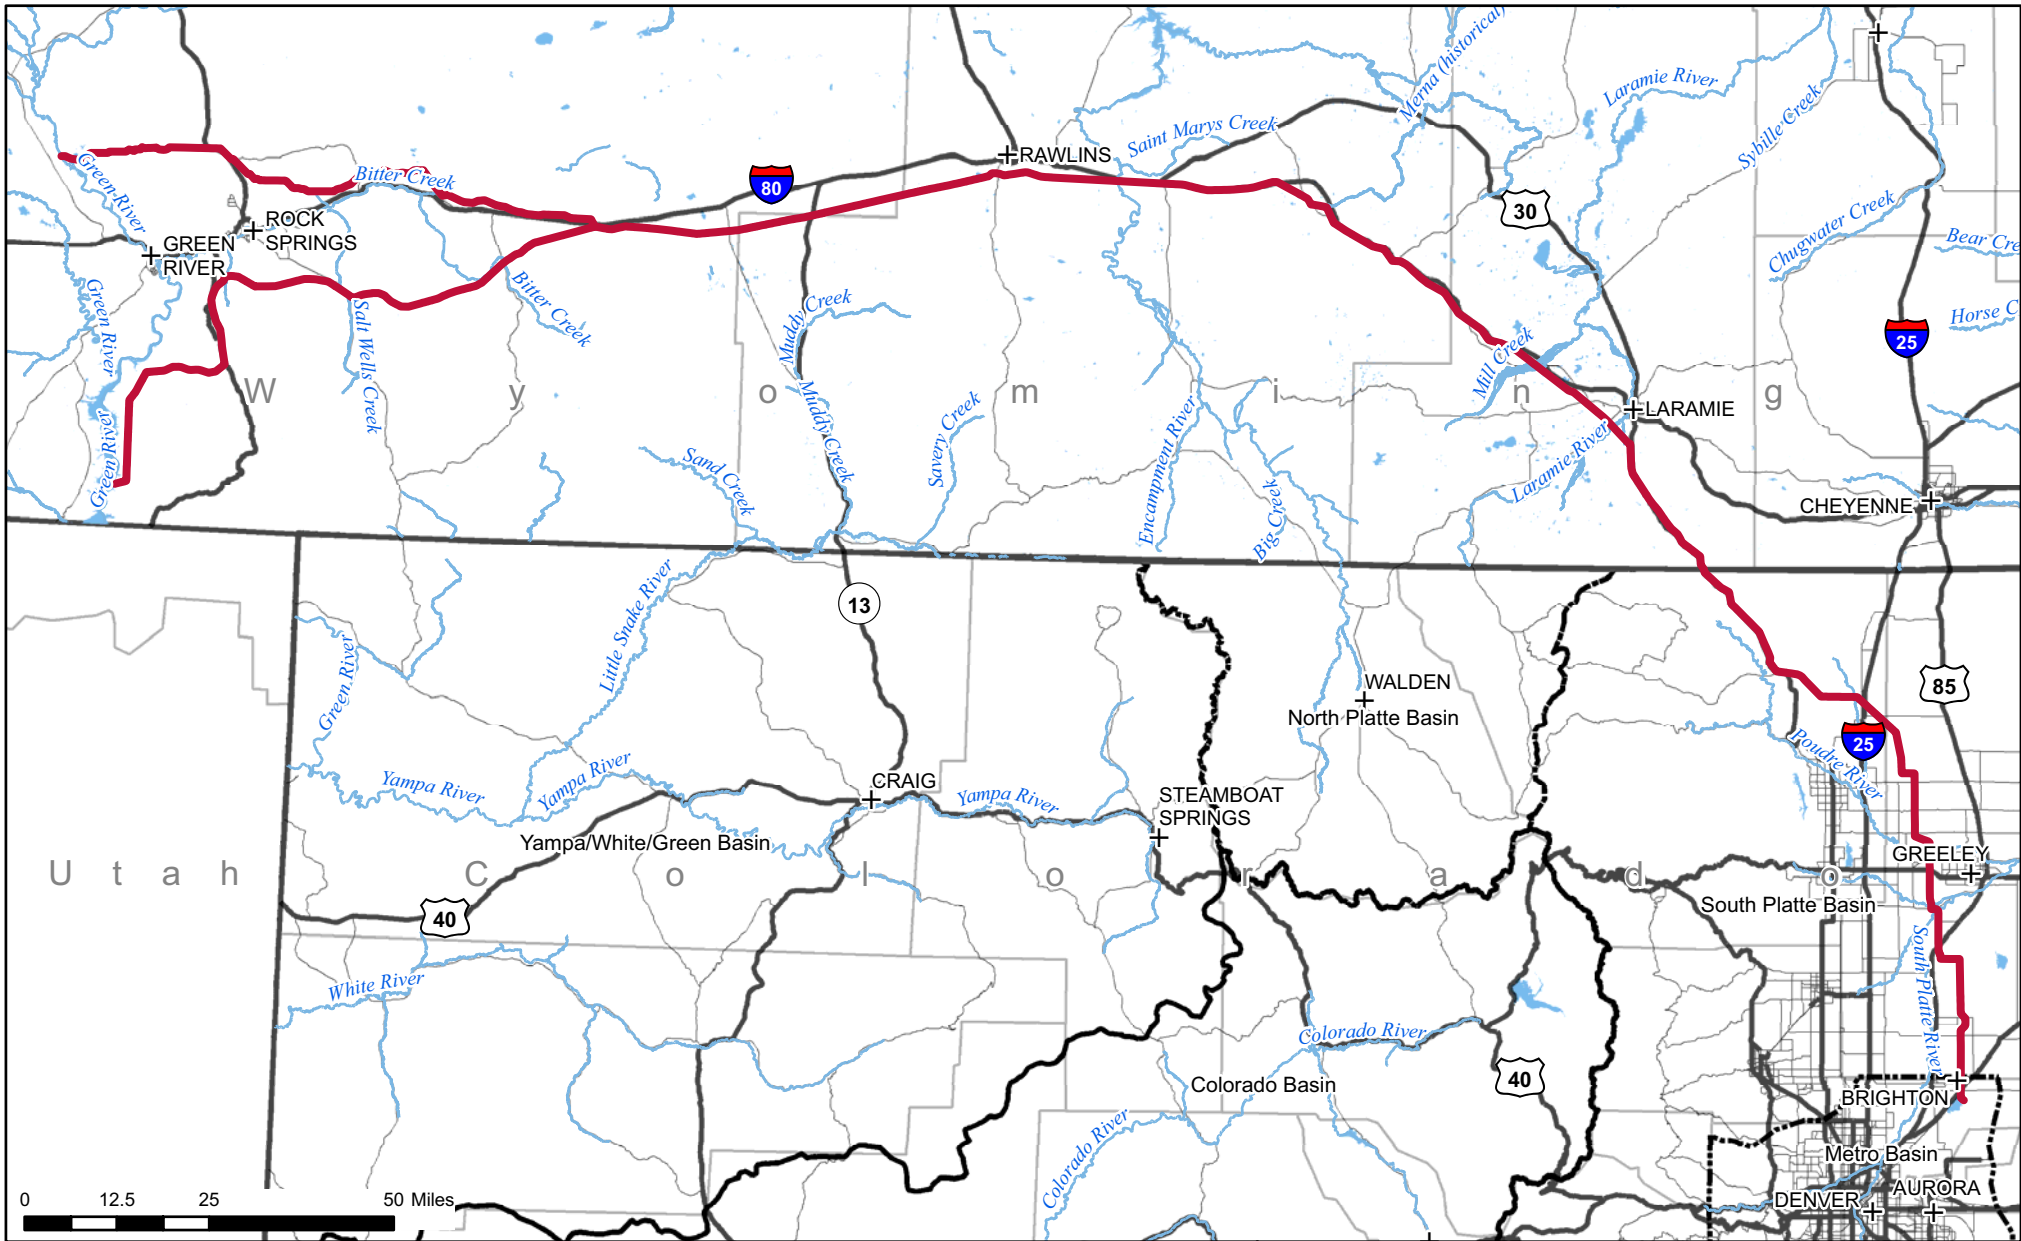 Merna (historical)
Laramie River
Sybille Creek
Saint Marys Creek
RAWLINS
Green River
Bitter Creek
80
30
ROCK
SPRINGS
GREEN
RIVER
Chugwater Creek
Bear Cre
Horse C
25
Green River
Salt Wells Creek
Bitter Creek
Muddy Creek
Mill Creek
W y o m i n g
LARAMIE
Green River
Muddy Creek
Savery Creek
Sand Creek
Encampment River
Big Creek
Laramie River
CHEYENNE
Little Snake River
13
Green River
WALDEN
North Platte Basin
85
25
Poudre River
Yampa River
Yampa River
CRAIG
Yampa River
STEAMBOAT
SPRINGS
Yampa/White/Green Basin
GREELEY
U t a h
C o l o r a d o
40
South Platte Basin
White River
South Platte River
Colorado River
40
Colorado Basin
BRIGHTON
Colorado River
Metro Basin
DENVER
AURORA
0 12.5 25 50 Miles